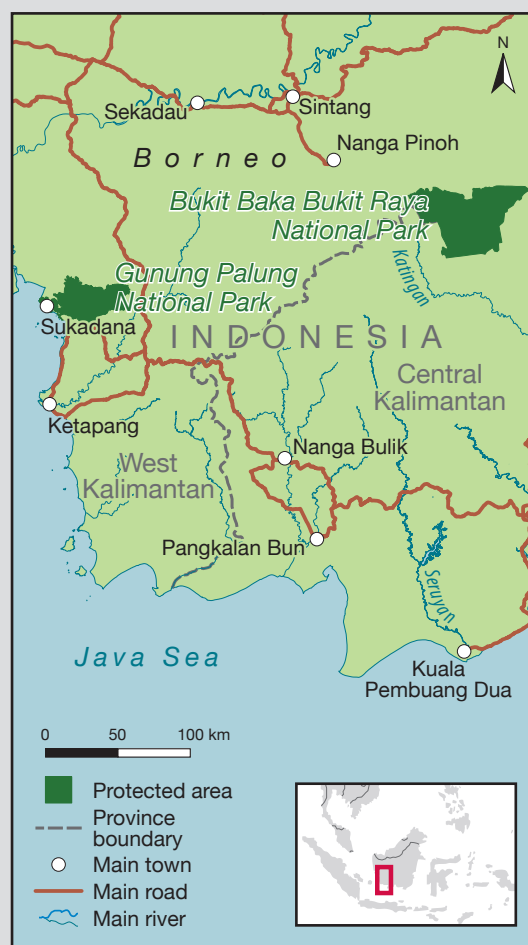 N
Sekadau
Sintang
Nanga Pinoh
Borneo
Bukit Baka Bukit Raya
National Park
Katingan
Gunung Palung
National Park
Sukadana
INDONESIA
Central
Kalimantan
Ketapang
Nanga Bulik
West
Kalimantan
Pangkalan Bun
Seruyan
Java Sea
Kuala
Pembuang Dua
0 50 100 km
Protected area
Province
boundary
Main town
Main road
Main river